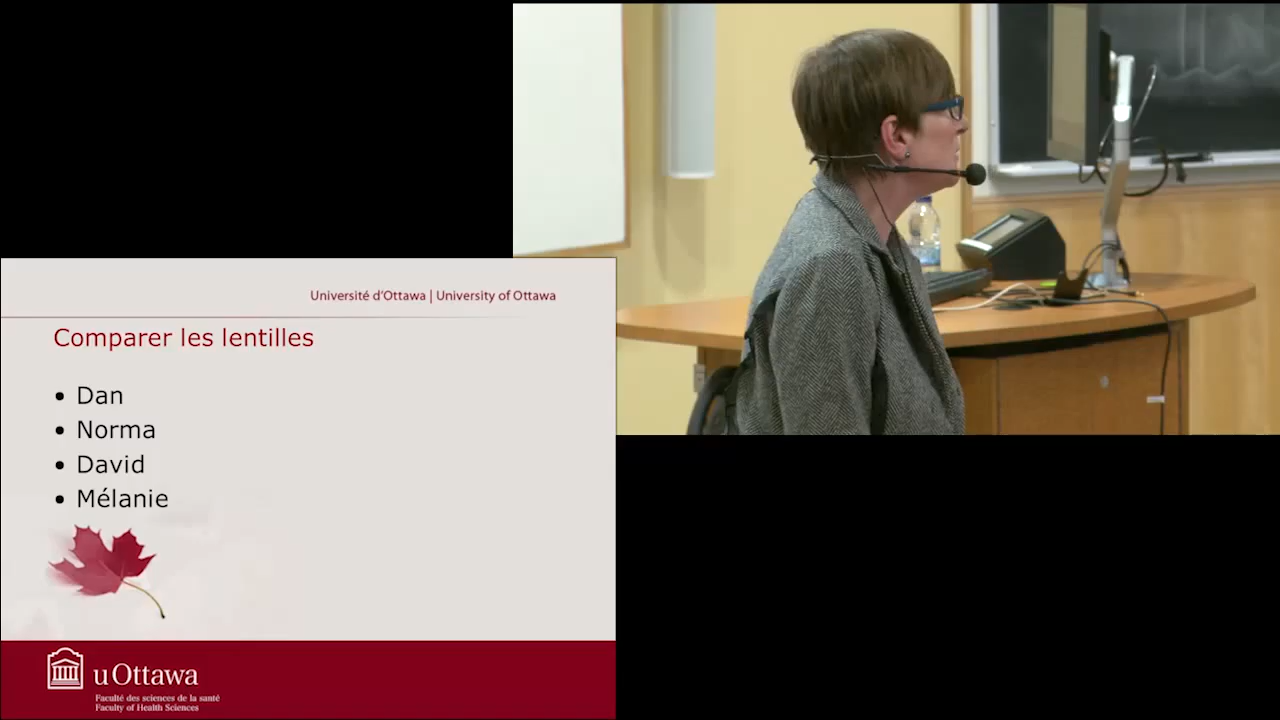 Université d'Ottawa | University of Ottawa
Comparer les lentilles
• Dan
• Norma
• David
• Mélanie
uOttawa
Faculté des sciences de la santé
Faculty of Health Sciences